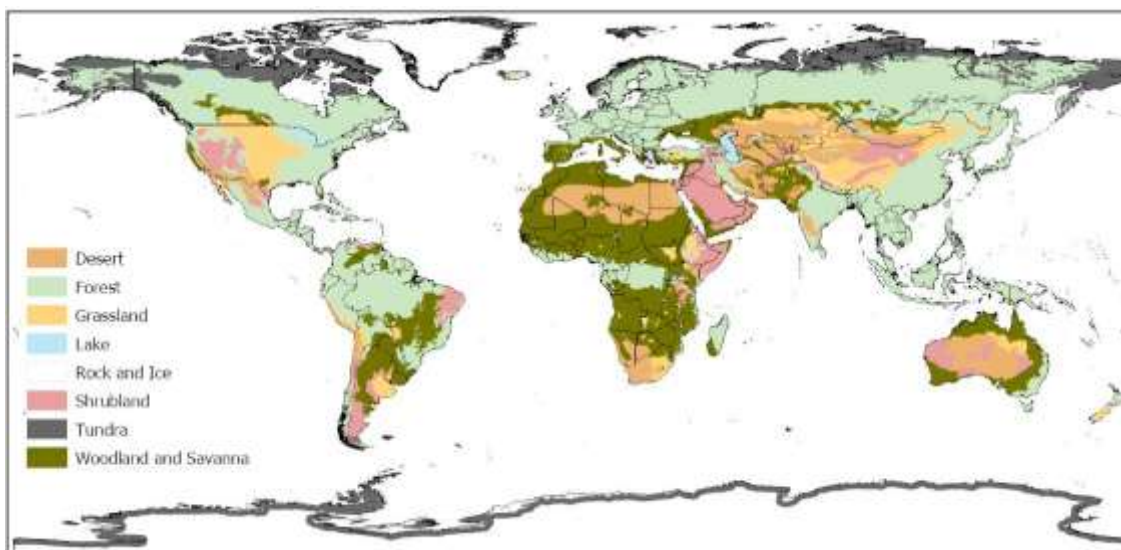 Desert
Forest
Grassland
Lake
Rock and Ice
Shrubland
Tundra
Woodland and Savanna